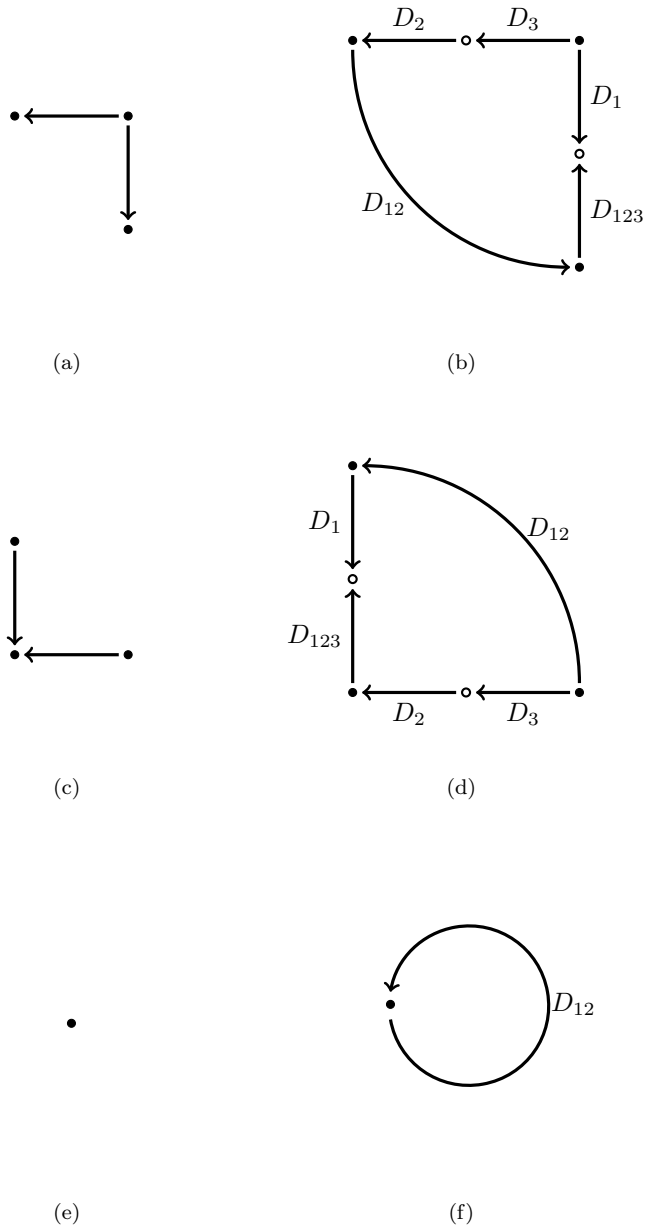 D₂ D₃
D₁
D₁₂ D₁₂₃
(a) (b)
D₁ D₁₂
D₁₂₃
D₂ D₃
(c) (d)
D₁₂
(e) (f)